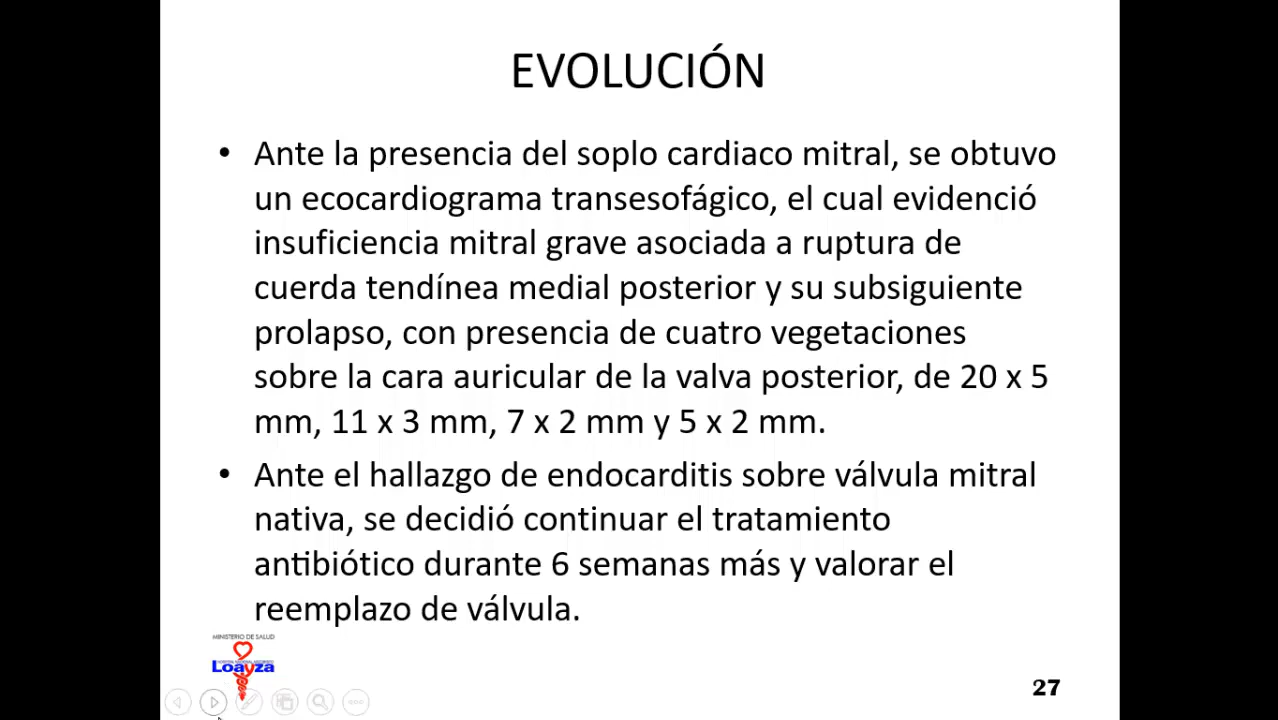 EVOLUCIÓN
• Ante la presencia del soplo cardiaco mitral, se obtuvo
un ecocardiograma transesofágico, el cual evidenció
insuficiencia mitral grave asociada a ruptura de
cuerda tendínea medial posterior y su subsiguiente
prolapso, con presencia de cuatro vegetaciones
sobre la cara auricular de la valva posterior, de 20 x 5
mm, 11 x 3 mm, 7 x 2 mm y 5 x 2 mm.
• Ante el hallazgo de endocarditis sobre válvula mitral
nativa, se decidió continuar el tratamiento
antibiótico durante 6 semanas más y valorar el
reemplazo de válvula.
MINISTERIO DE SALUD
Loayza
27